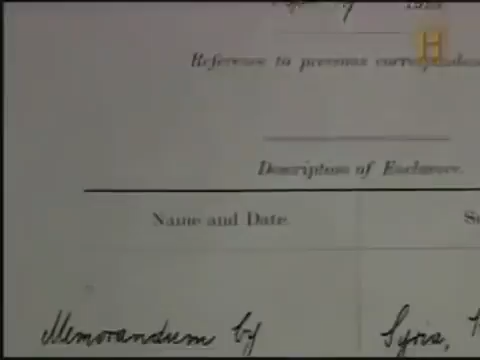 H
Reference to previous
Description of Enclosure.
Name and Date.
Memorandum by
Syria,